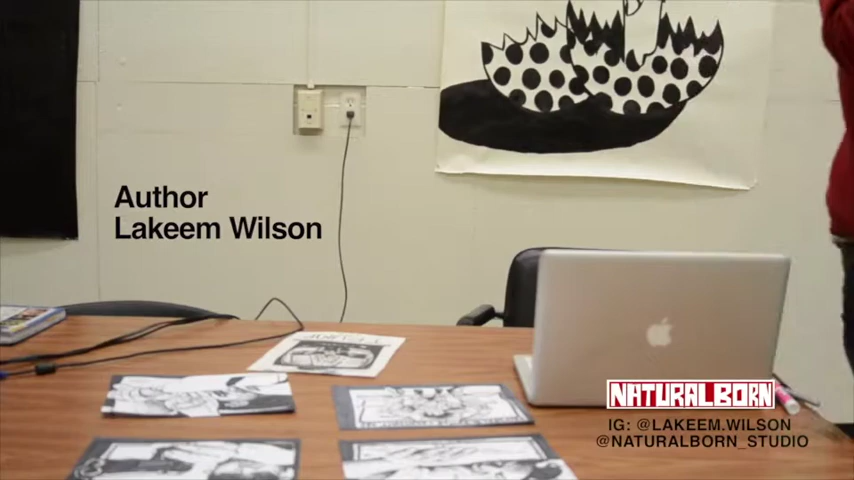 Author
Lakeem Wilson
NATURALBORN
IG: @LAKEEM.WILSON
@NATURALBORN_STUDIO